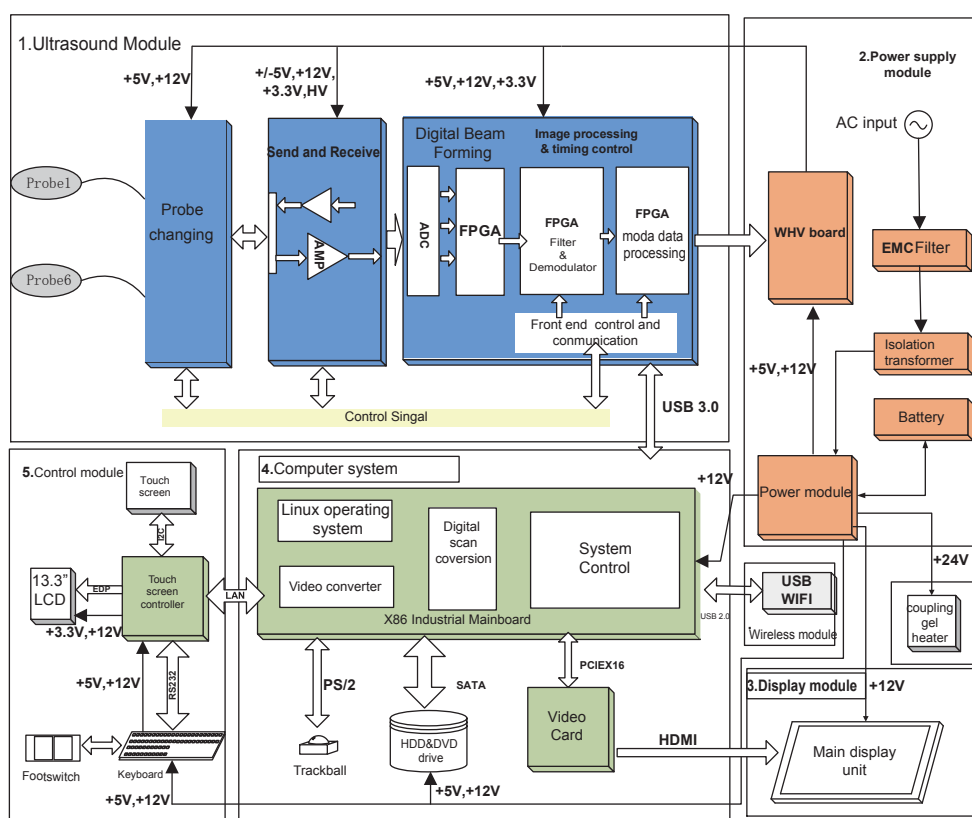 1.Ultrasound Module
+5V,+12V
+/-5V,+12V,
+3.3V,HV
+5V,+12V,+3.3V
Probe1
Probe6
Probe
changing
Send and Receive
AMP
Digital Beam
Forming
Image processing
& timing control
ADC
FPGA
FPGA
Filter
&
Demodulator
FPGA
moda data
processing
Front end control and
conmunication
Control Singal
USB 3.0
2.Power supply
module
AC input
WHV board
EMC Filter
Isolation
transformer
+5V,+12V
Battery
Power module
+12V
+24V
5.Control module
Touch
screen
I2C
13.3”
LCD
EDP
Touch
screen
controller
LAN
+3.3V,+12V
+5V,+12V
RS232
Footswitch
Keyboard
+5V,+12V
4.Computer system
Linux operating
system
Video converter
Digital
scan
coversion
System
Control
X86 Industrial Mainboard
USB 2.0
USB
WIFI
Wireless module
coupling
gel
heater
PS/2
SATA
PCIEX16
Trackball
HDD&DVD
drive
+5V,+12V
Video
Card
HDMI
3.Display module
+12V
Main display
unit